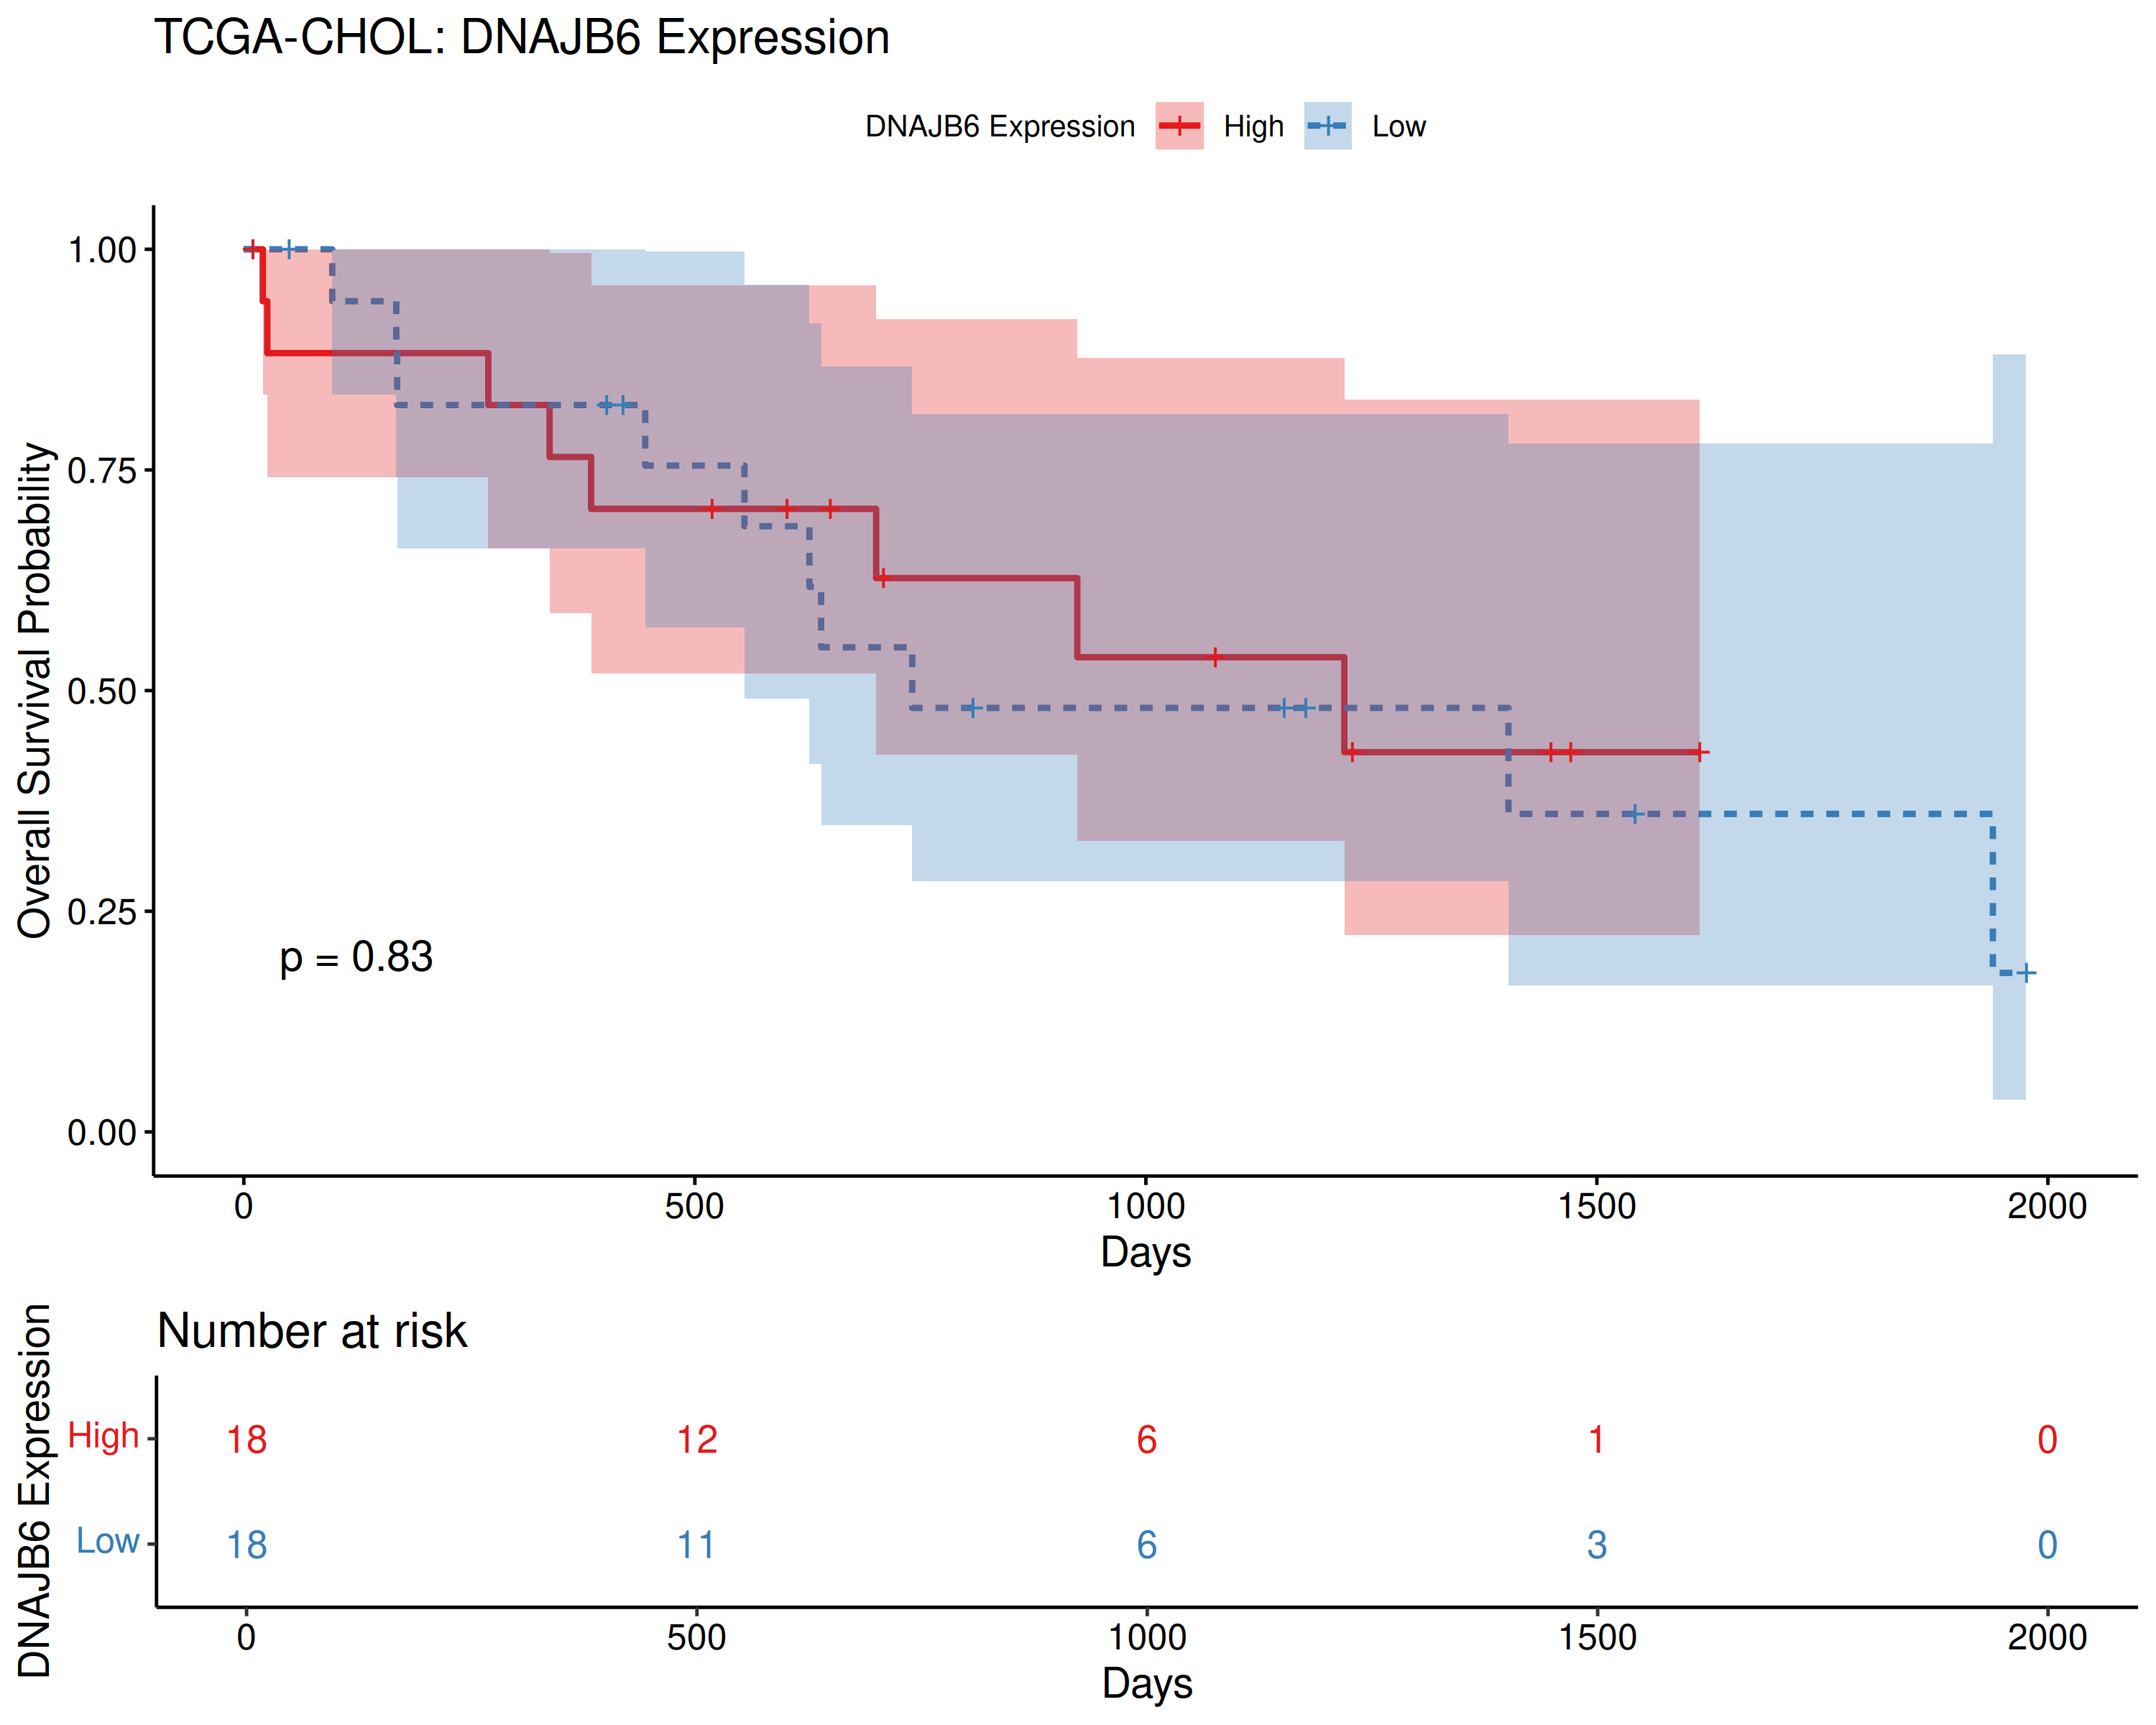 TCGA-CHOL: DNAJB6 Expression
DNAJB6 Expression High Low
Overall Survival Probability
1.00
0.75
0.50
0.25
0.00
p = 0.83
0 500 1000 1500 2000
Days
Number at risk
DNAJB6 Expression
High 18 12 6 1 0
Low 18 11 6 3 0
0 500 1000 1500 2000
Days